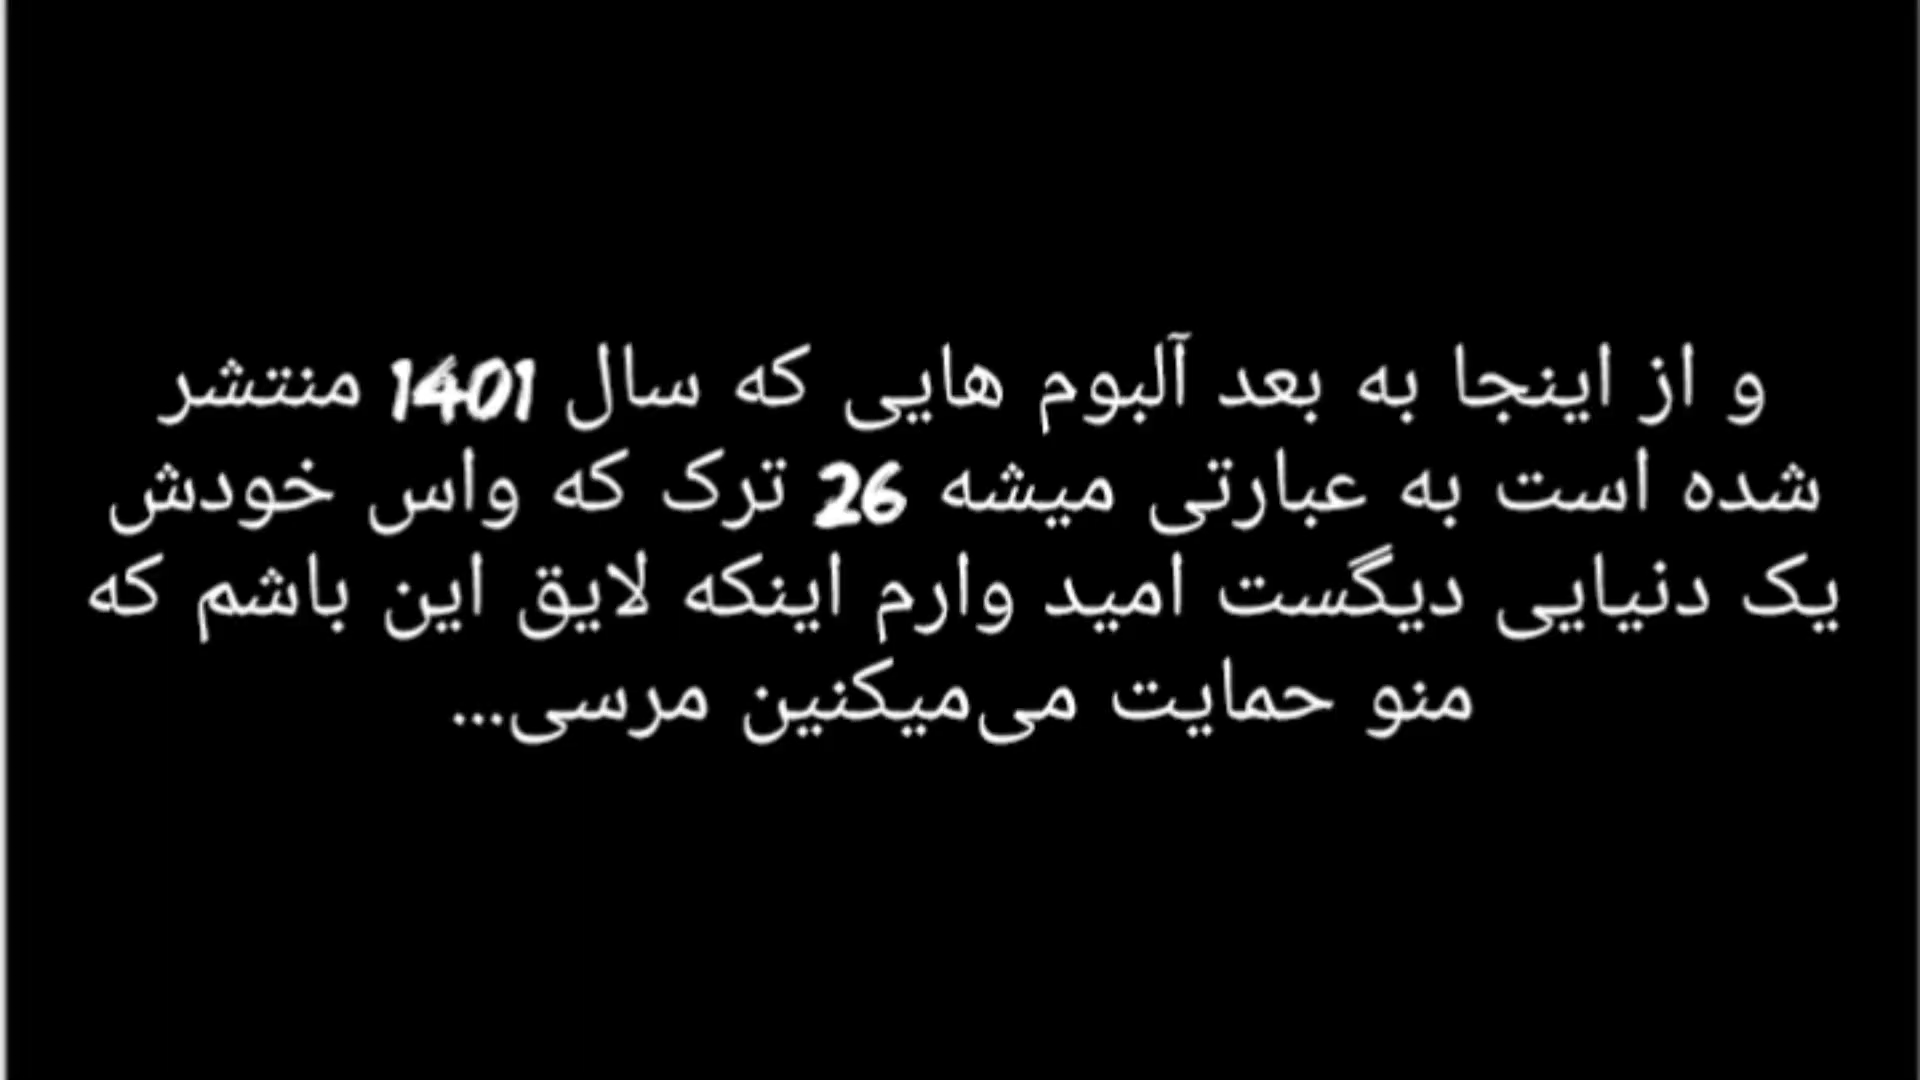 و از اینجا به بعد آلبوم هایی که سال 1401 منتشر
شده است به عبارتی میشه 26 ترک که واس خودش
یک دنیایی دیگست امید وارم اینکه لایق این باشم که
منو حمایت می‌میکنین مرسی...